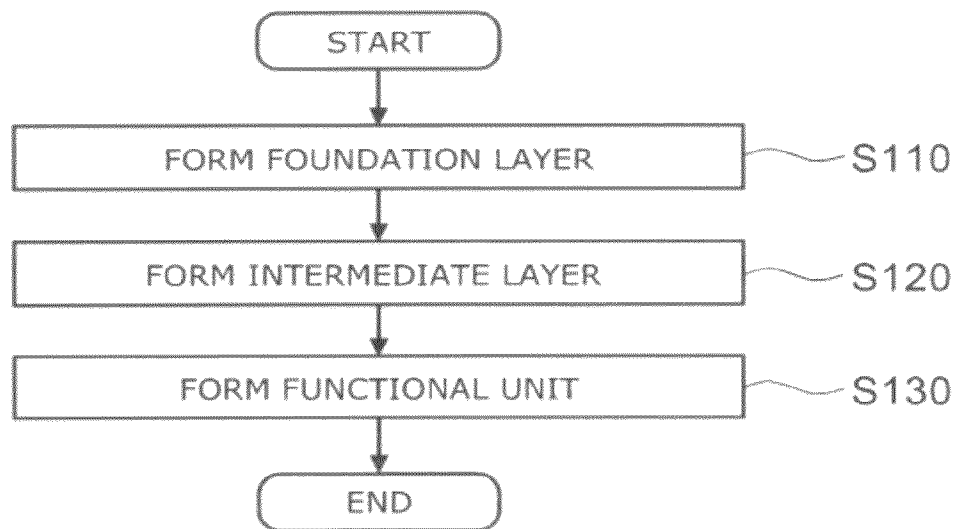 START
FORM FOUNDATION LAYER
S110
FORM INTERMEDIATE LAYER
S120
FORM FUNCTIONAL UNIT
S130
END